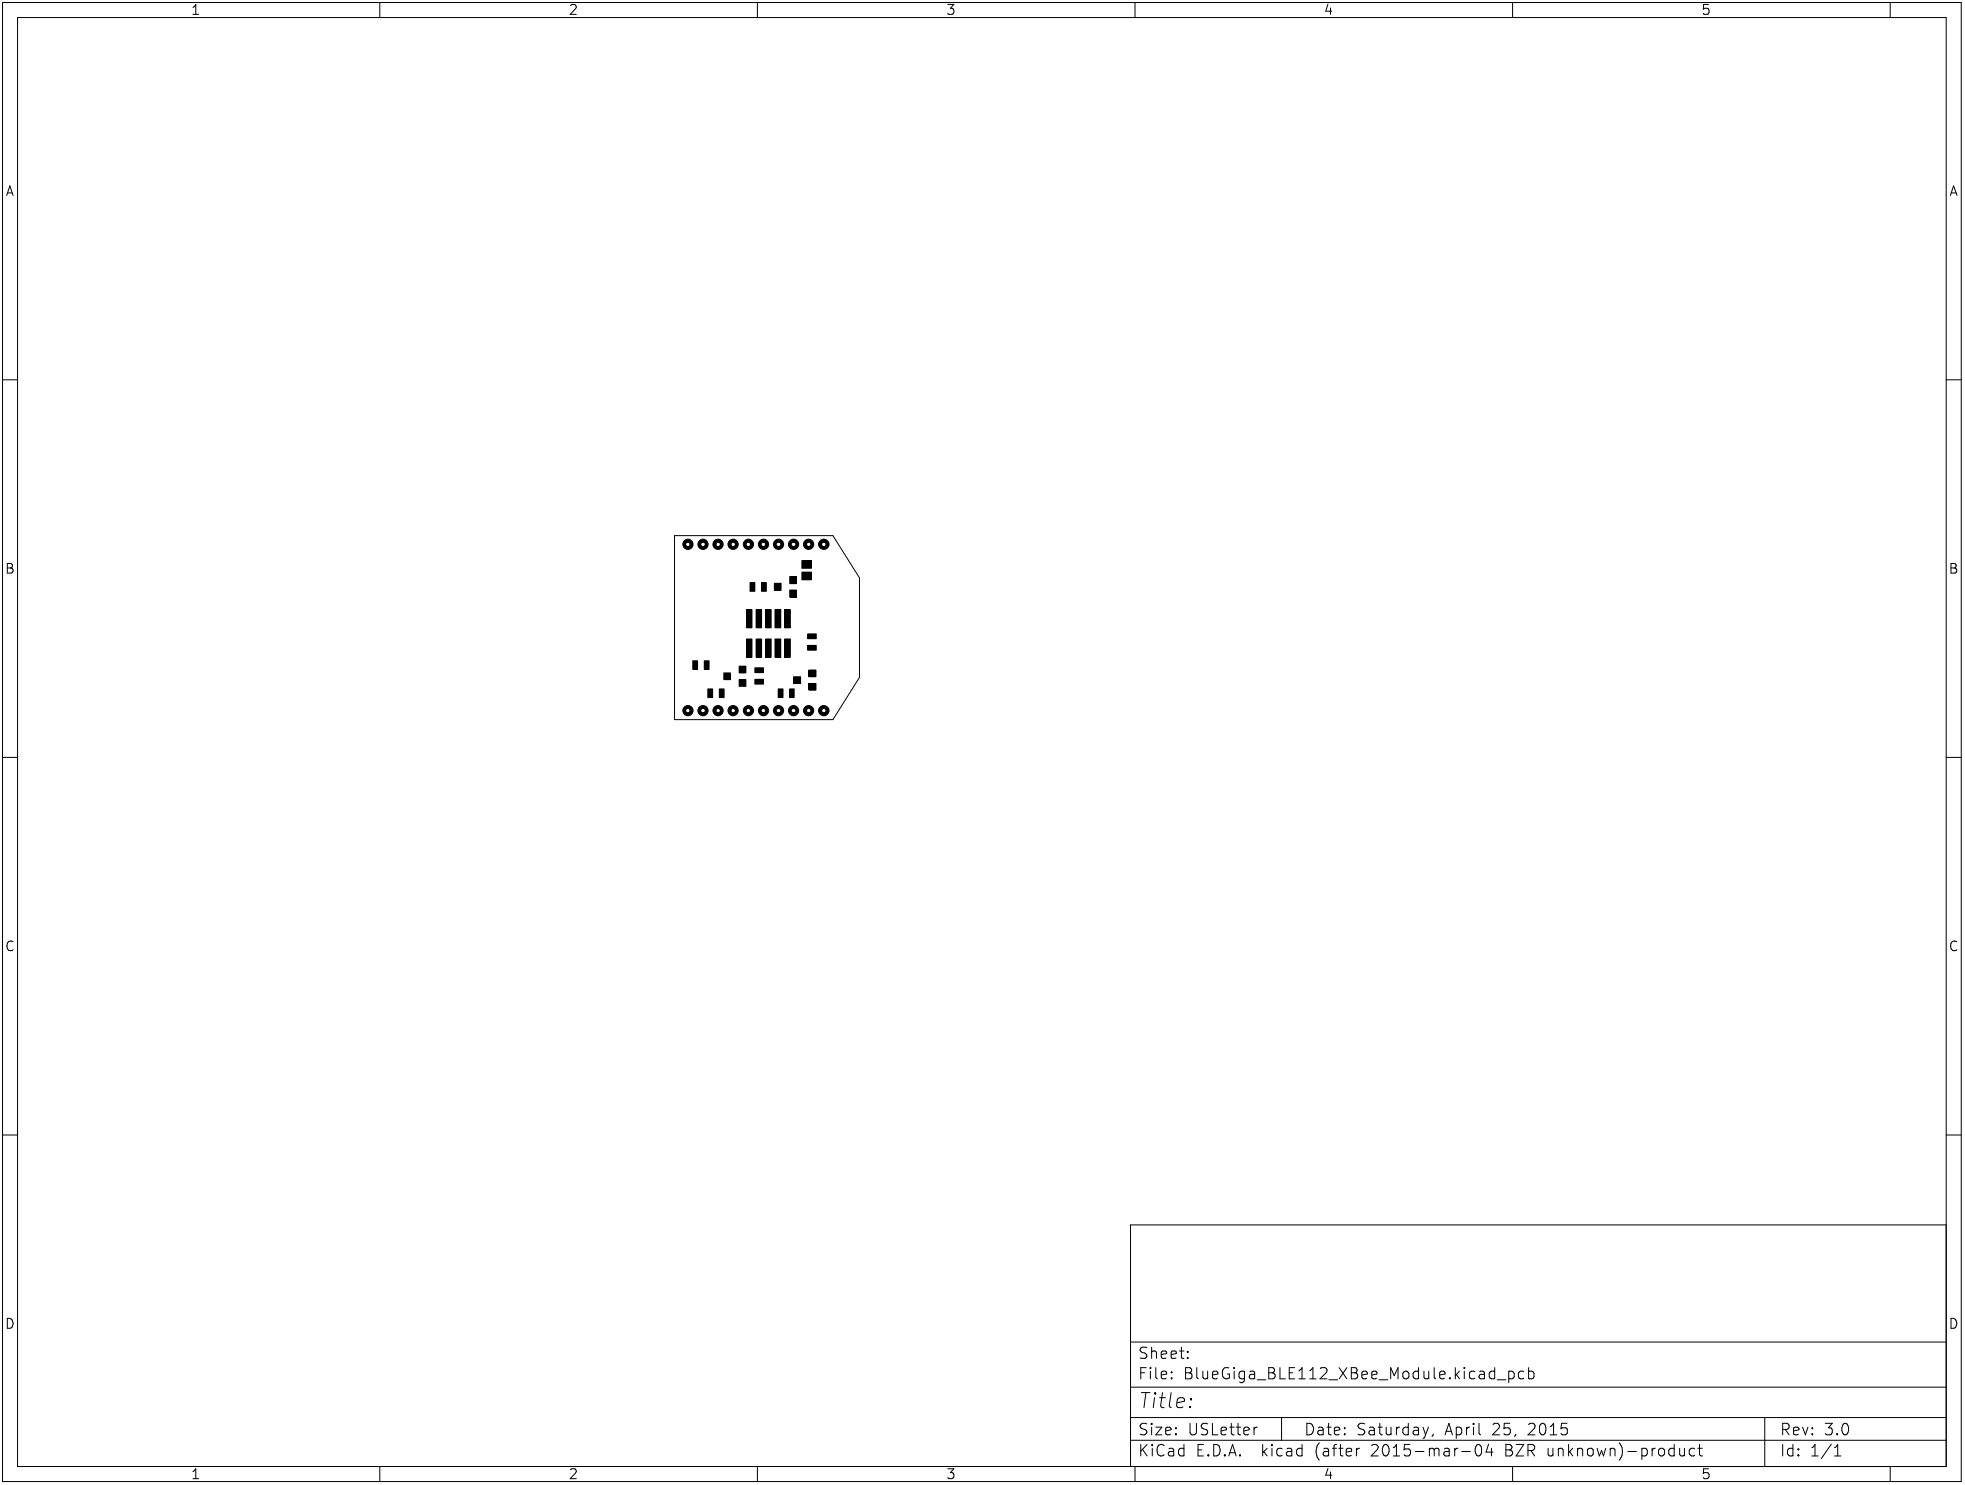 1 2 3 4 5
A A
B B
C C
D D
Sheet:
File: BlueGiga_BLE112_XBee_Module.kicad_pcb
Title:
Size: USLetter Date: Saturday, April 25, 2015 Rev: 3.0
KiCad E.D.A. kicad (after 2015-mar-04 BZR unknown)-product Id: 1/1
1 2 3 4 5